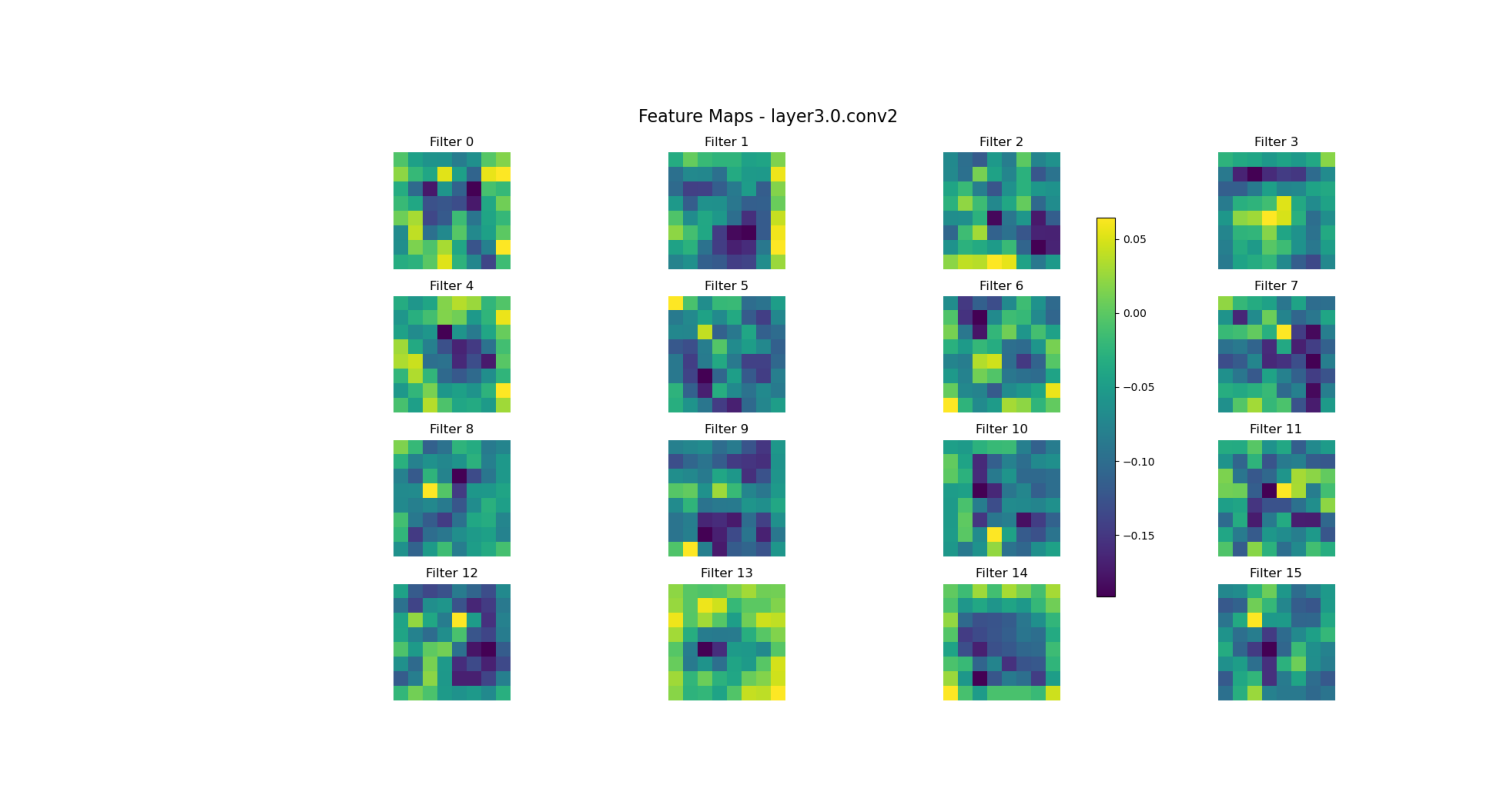 Feature Maps - layer3.0.conv2
Filter 0
Filter 1
Filter 2
Filter 3
Filter 4
Filter 5
Filter 6
Filter 7
Filter 8
Filter 9
Filter 10
Filter 11
Filter 12
Filter 13
Filter 14
Filter 15
0.05
0.00
−0.05
−0.10
−0.15